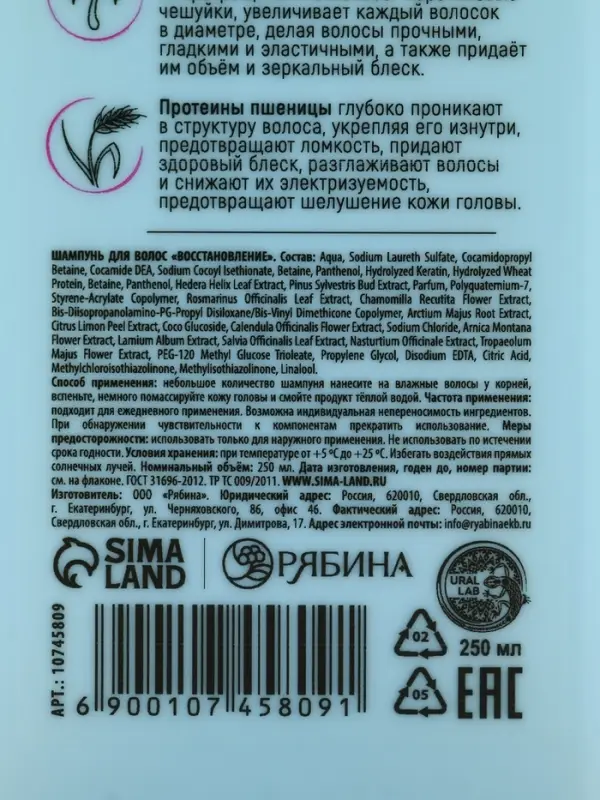 чешуйки, увеличивает каждый волосок
в диаметре, делая волосы прочными,
гладкими и эластичными, а также придаёт
им объём и зеркальный блеск.
Протеины пшеницы глубоко проникают
в структуру волоса, укрепляя его изнутри,
предотвращают ломкость, придают
здоровый блеск, разглаживают волосы
и снижают их электризуемость,
предотвращают шелушение кожи головы.
ШАМПУНЬ ДЛЯ ВОЛОС «ВОССТАНОВЛЕНИЕ». Состав: Aqua, Sodium Laureth Sulfate, Cocamidopropyl
Betaine, Cocamide DEA, Sodium Cocoyl Isethionate, Betaine, Panthenol, Hydrolyzed Keratin, Hydrolyzed Wheat
Protein, Betaine, Panthenol, Hedera Helix Leaf Extract, Pinus Sylvestris Bud Extract, Parfum, Polyquaternium-7,
Styrene-Acrylate Copolymer, Rosmarinus Officinalis Leaf Extract, Chamomilla Recutita Flower Extract,
Bis-Diisopropanolamino-PG-Propyl Disiloxane/Bis-Vinyl Dimethicone Copolymer, Arctium Majus Root Extract,
Citrus Limon Peel Extract, Coco Glucoside, Calendula Officinalis Flower Extract, Sodium Chloride, Arnica Montana
Flower Extract, Lamium Album Extract, Salvia Officinalis Leaf Extract, Nasturtium Officinale Extract, Tropaeolum
Majus Flower Extract, PEG-120 Methyl Glucose Trioleate, Propylene Glycol, Disodium EDTA, Citric Acid,
Methylchloroisothiazolinone, Methylisothiazolinone, Linalool.
Способ применения: небольшое количество шампуня нанесите на влажные волосы у корней,
вспеньте, немного помассируйте кожу головы и смойте продукт тёплой водой. Частота применения:
подходит для ежедневного применения. Возможна индивидуальная непереносимость ингредиентов.
При обнаружении чувствительности к компонентам прекратить использование. Меры
предосторожности: использовать только для наружного применения. Не использовать по истечении
срока годности. Условия хранения: при температуре от +5 °С до +25 °С. Избегать воздействия прямых
солнечных лучей. Номинальный объём: 250 мл. Дата изготовления, годен до, номер партии:
см. на флаконе. ГОСТ 31696-2012. ТР ТС 009/2011. WWW.SIMA-LAND.RU
Изготовитель: ООО «Рябина». Юридический адрес: Россия, 620010, Свердловская обл.,
г. Екатеринбург, ул. Черняховского, 86, офис 46. Фактический адрес: Россия, 620010,
Свердловская обл., г. Екатеринбург, ул. Димитрова, 17. Адрес электронной почты: info@ryabinaekb.ru
SIMA
LAND
РЯБИНА
URAL
LAB
АРТ.: 10745809
6 900107 458091
02
05
250 мл
EAC